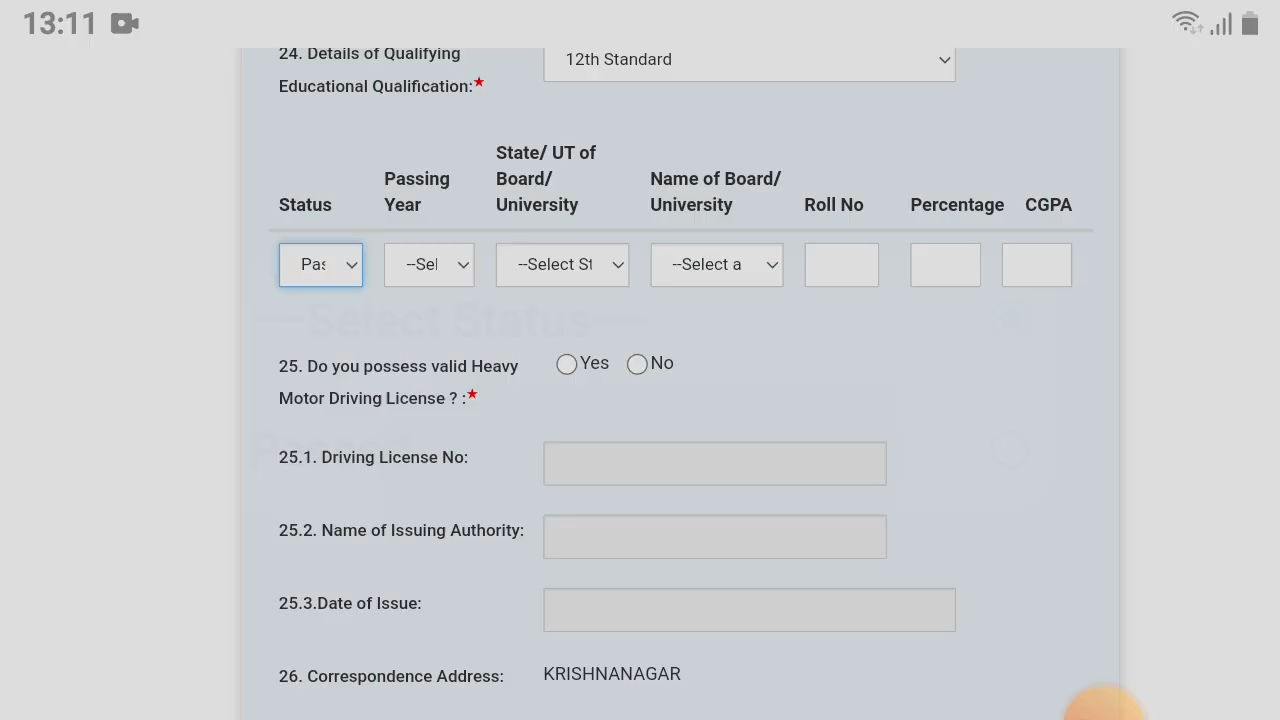 13:11
24. Details of Qualifying
Educational Qualification:*
12th Standard
Status
Passing
Year
State/ UT of
Board/
University
Name of Board/
University
Roll No
Percentage
CGPA
Pas
--Sel
--Select St
--Select a
---Select Status---
Passed
25. Do you possess valid Heavy
Motor Driving License ? :*
Yes
No
25.1. Driving License No:
25.2. Name of Issuing Authority:
25.3.Date of Issue:
26. Correspondence Address:
KRISHNANAGAR